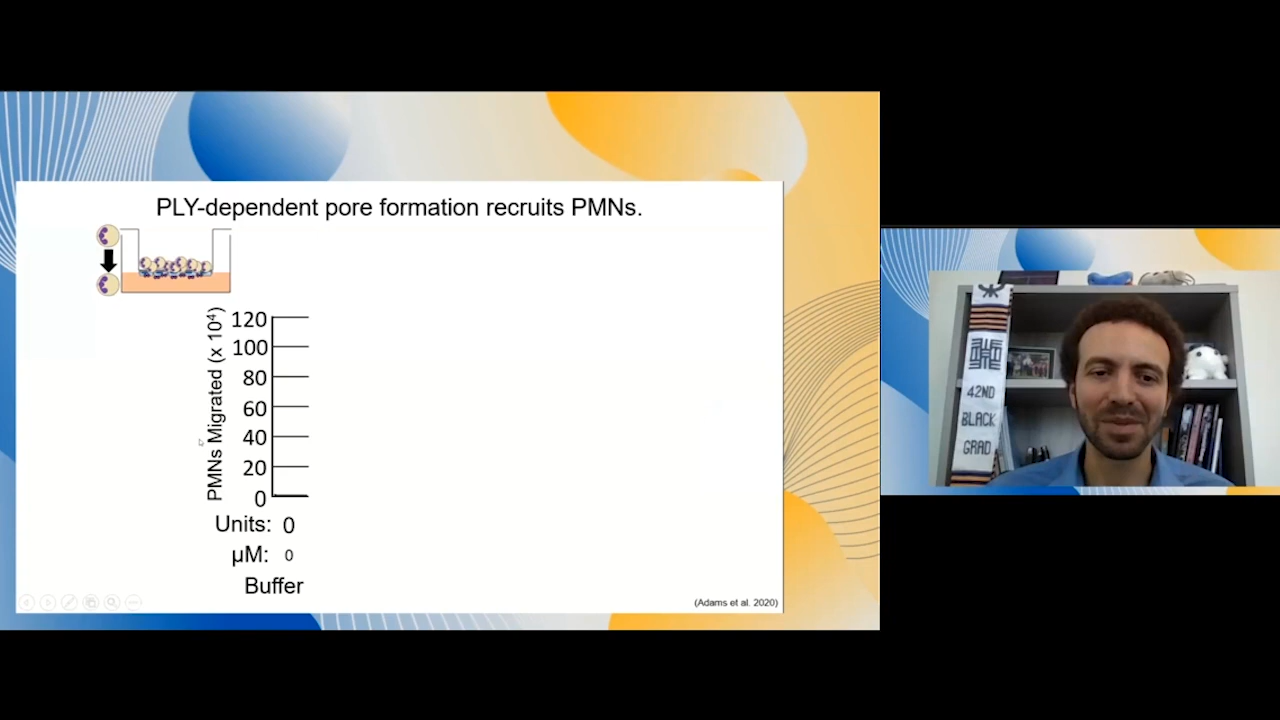 PLY-dependent pore formation recruits PMNs.
PMNs Migrated (x 10⁴)
120
100
80
60
40
20
0
Units: 0
µM: 0
Buffer
(Adams et al. 2020)
42ND
BLACK
GRAD